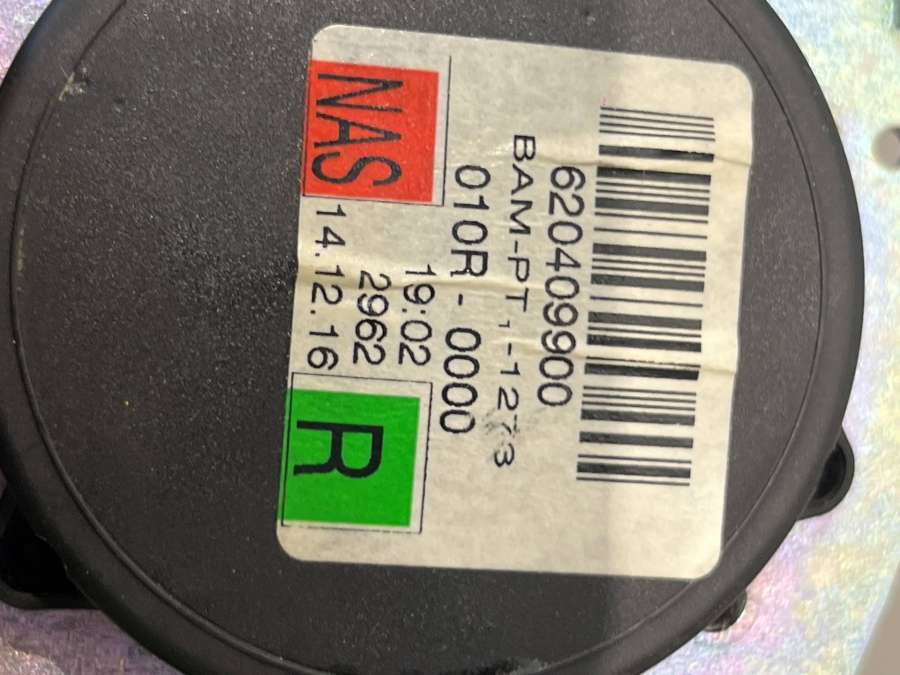 620409900
BAM-PT1-1273
010R-0000
NAS
19:02
2962
14.12.16
R